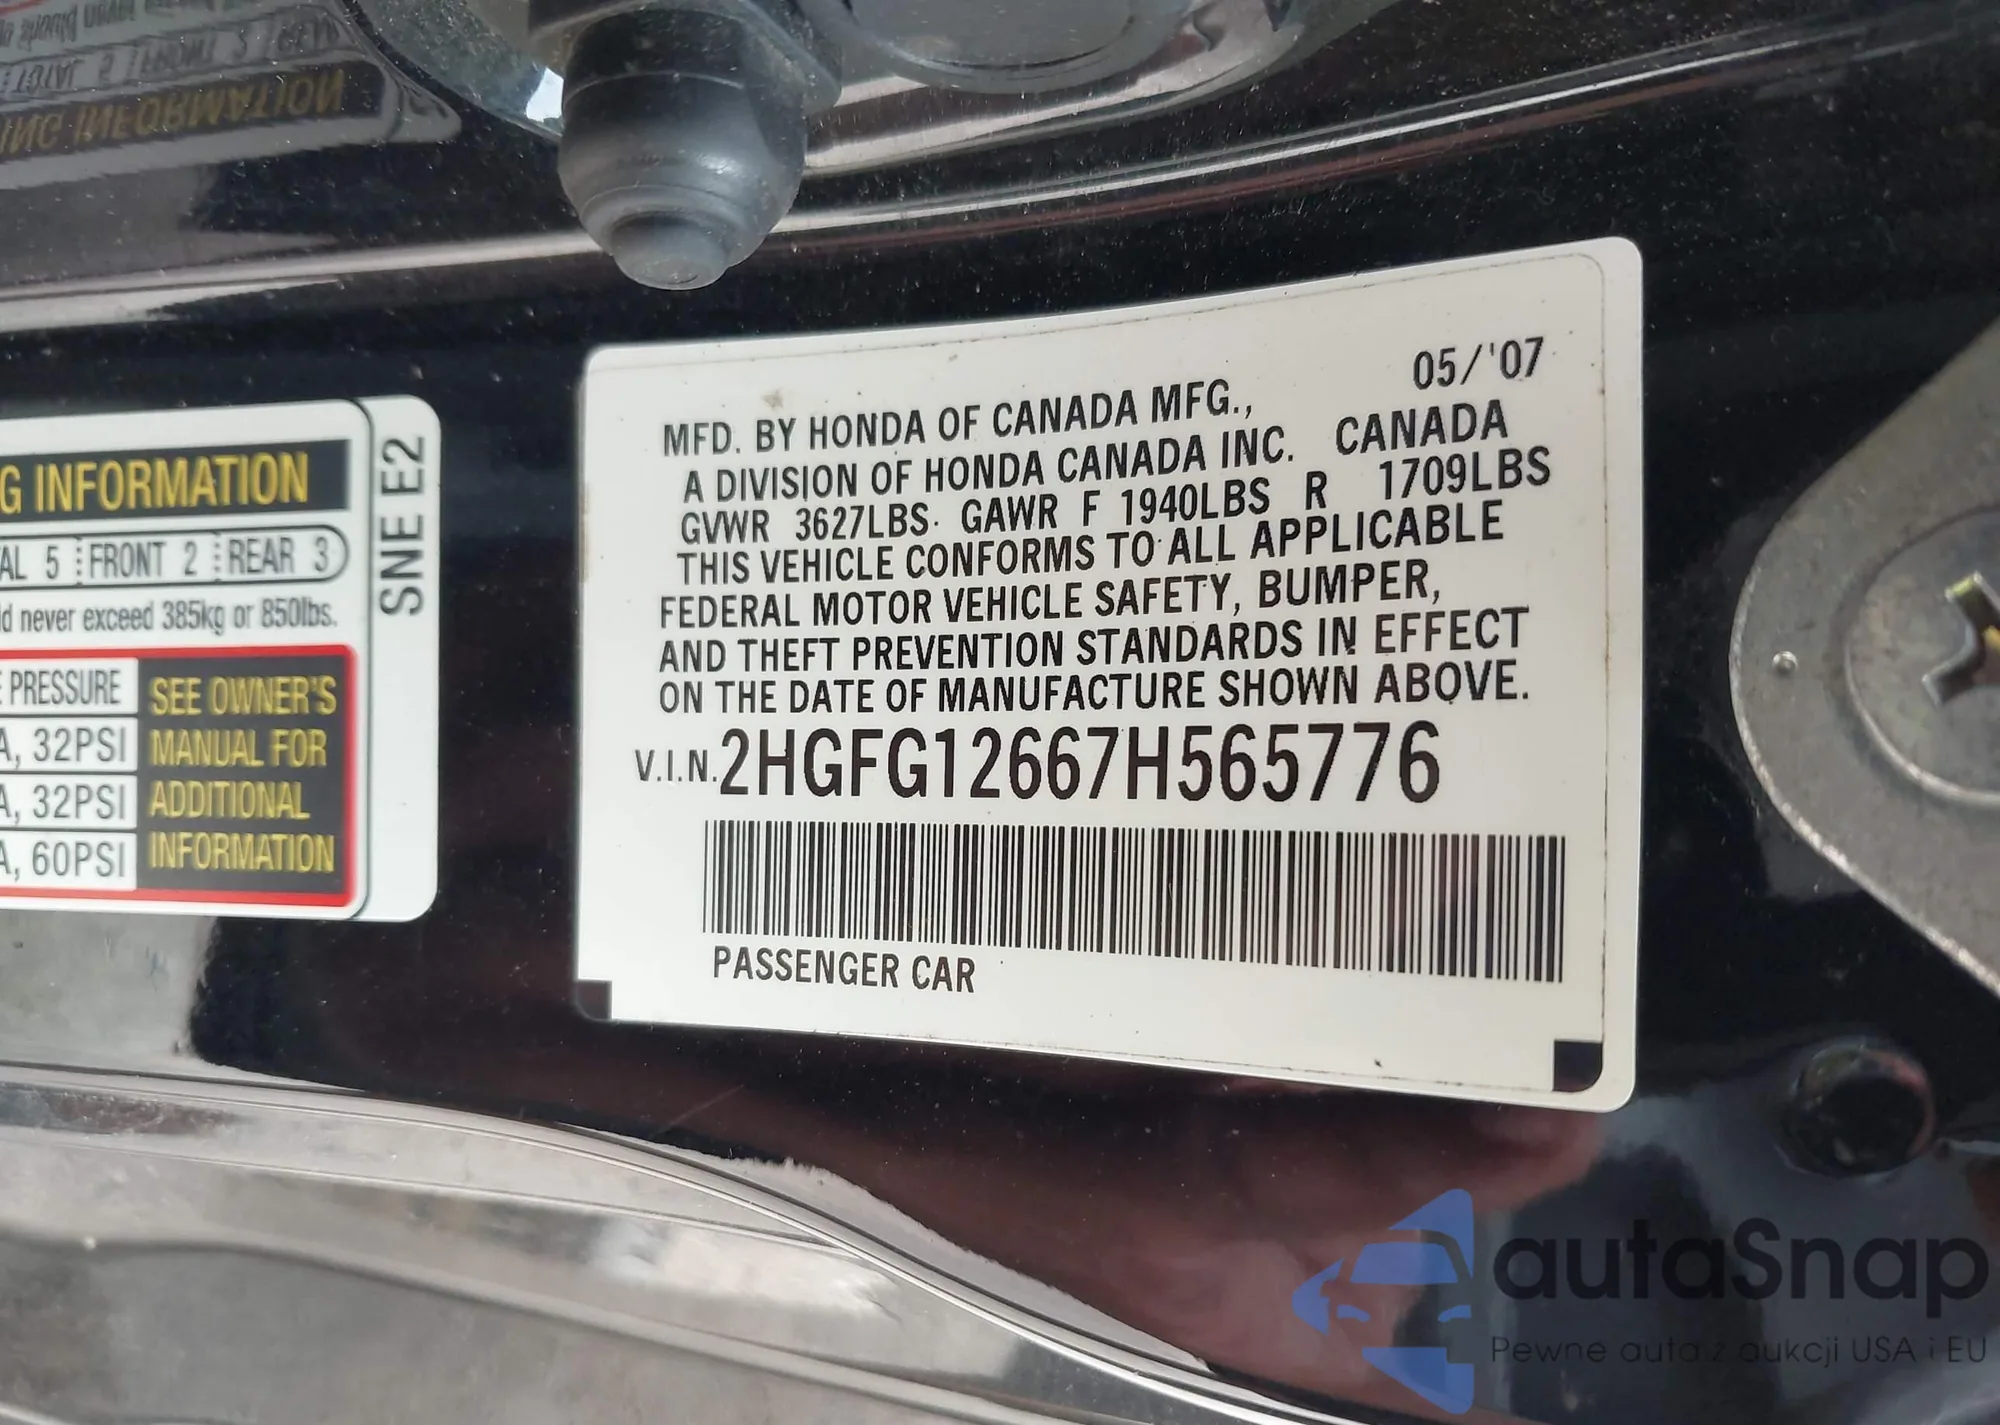 G INFORMATION
AL 5 FRONT 2 REAR 3
ld never exceed 385kg or 850lbs.
E PRESSURE
A, 32PSI
A, 32PSI
A, 60PSI
SEE OWNER'S
MANUAL FOR
ADDITIONAL
INFORMATION
SNE E2
05/'07
MFD. BY HONDA OF CANADA MFG.,
A DIVISION OF HONDA CANADA INC. CANADA
GVWR 3627LBS GAWR F 1940LBS R 1709LBS
THIS VEHICLE CONFORMS TO ALL APPLICABLE
FEDERAL MOTOR VEHICLE SAFETY, BUMPER,
AND THEFT PREVENTION STANDARDS IN EFFECT
ON THE DATE OF MANUFACTURE SHOWN ABOVE.
V.I.N. 2HGFG12667H565776
PASSENGER CAR
autaSnap
Pewne auta z aukcji USA i EU